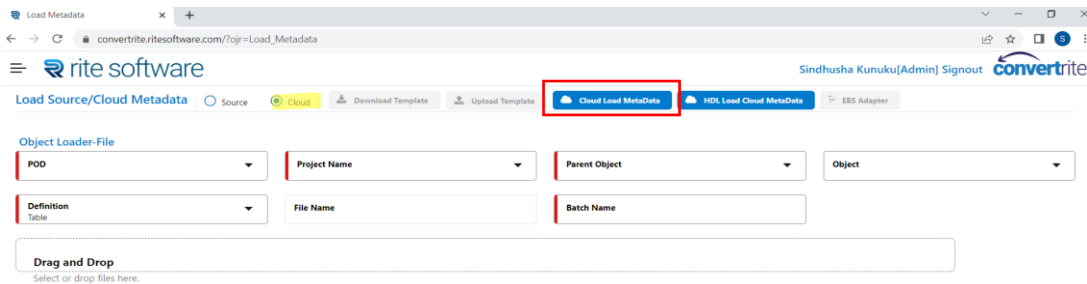 Load Metadata
convertrite.ritesoftware.com/?ojr=Load_Metadata
S
rite software
Sindhusha Kunuku[Admin] Signout convertrite
Load Source/Cloud Metadata Source Cloud Download Template Upload Template Cloud Load MetaData HDL Load Cloud MetaData EBS Adapter
Object Loader-File
POD Project Name Parent Object Object
Definition File Name Batch Name
Table
Drag and Drop
Select or drop files here.